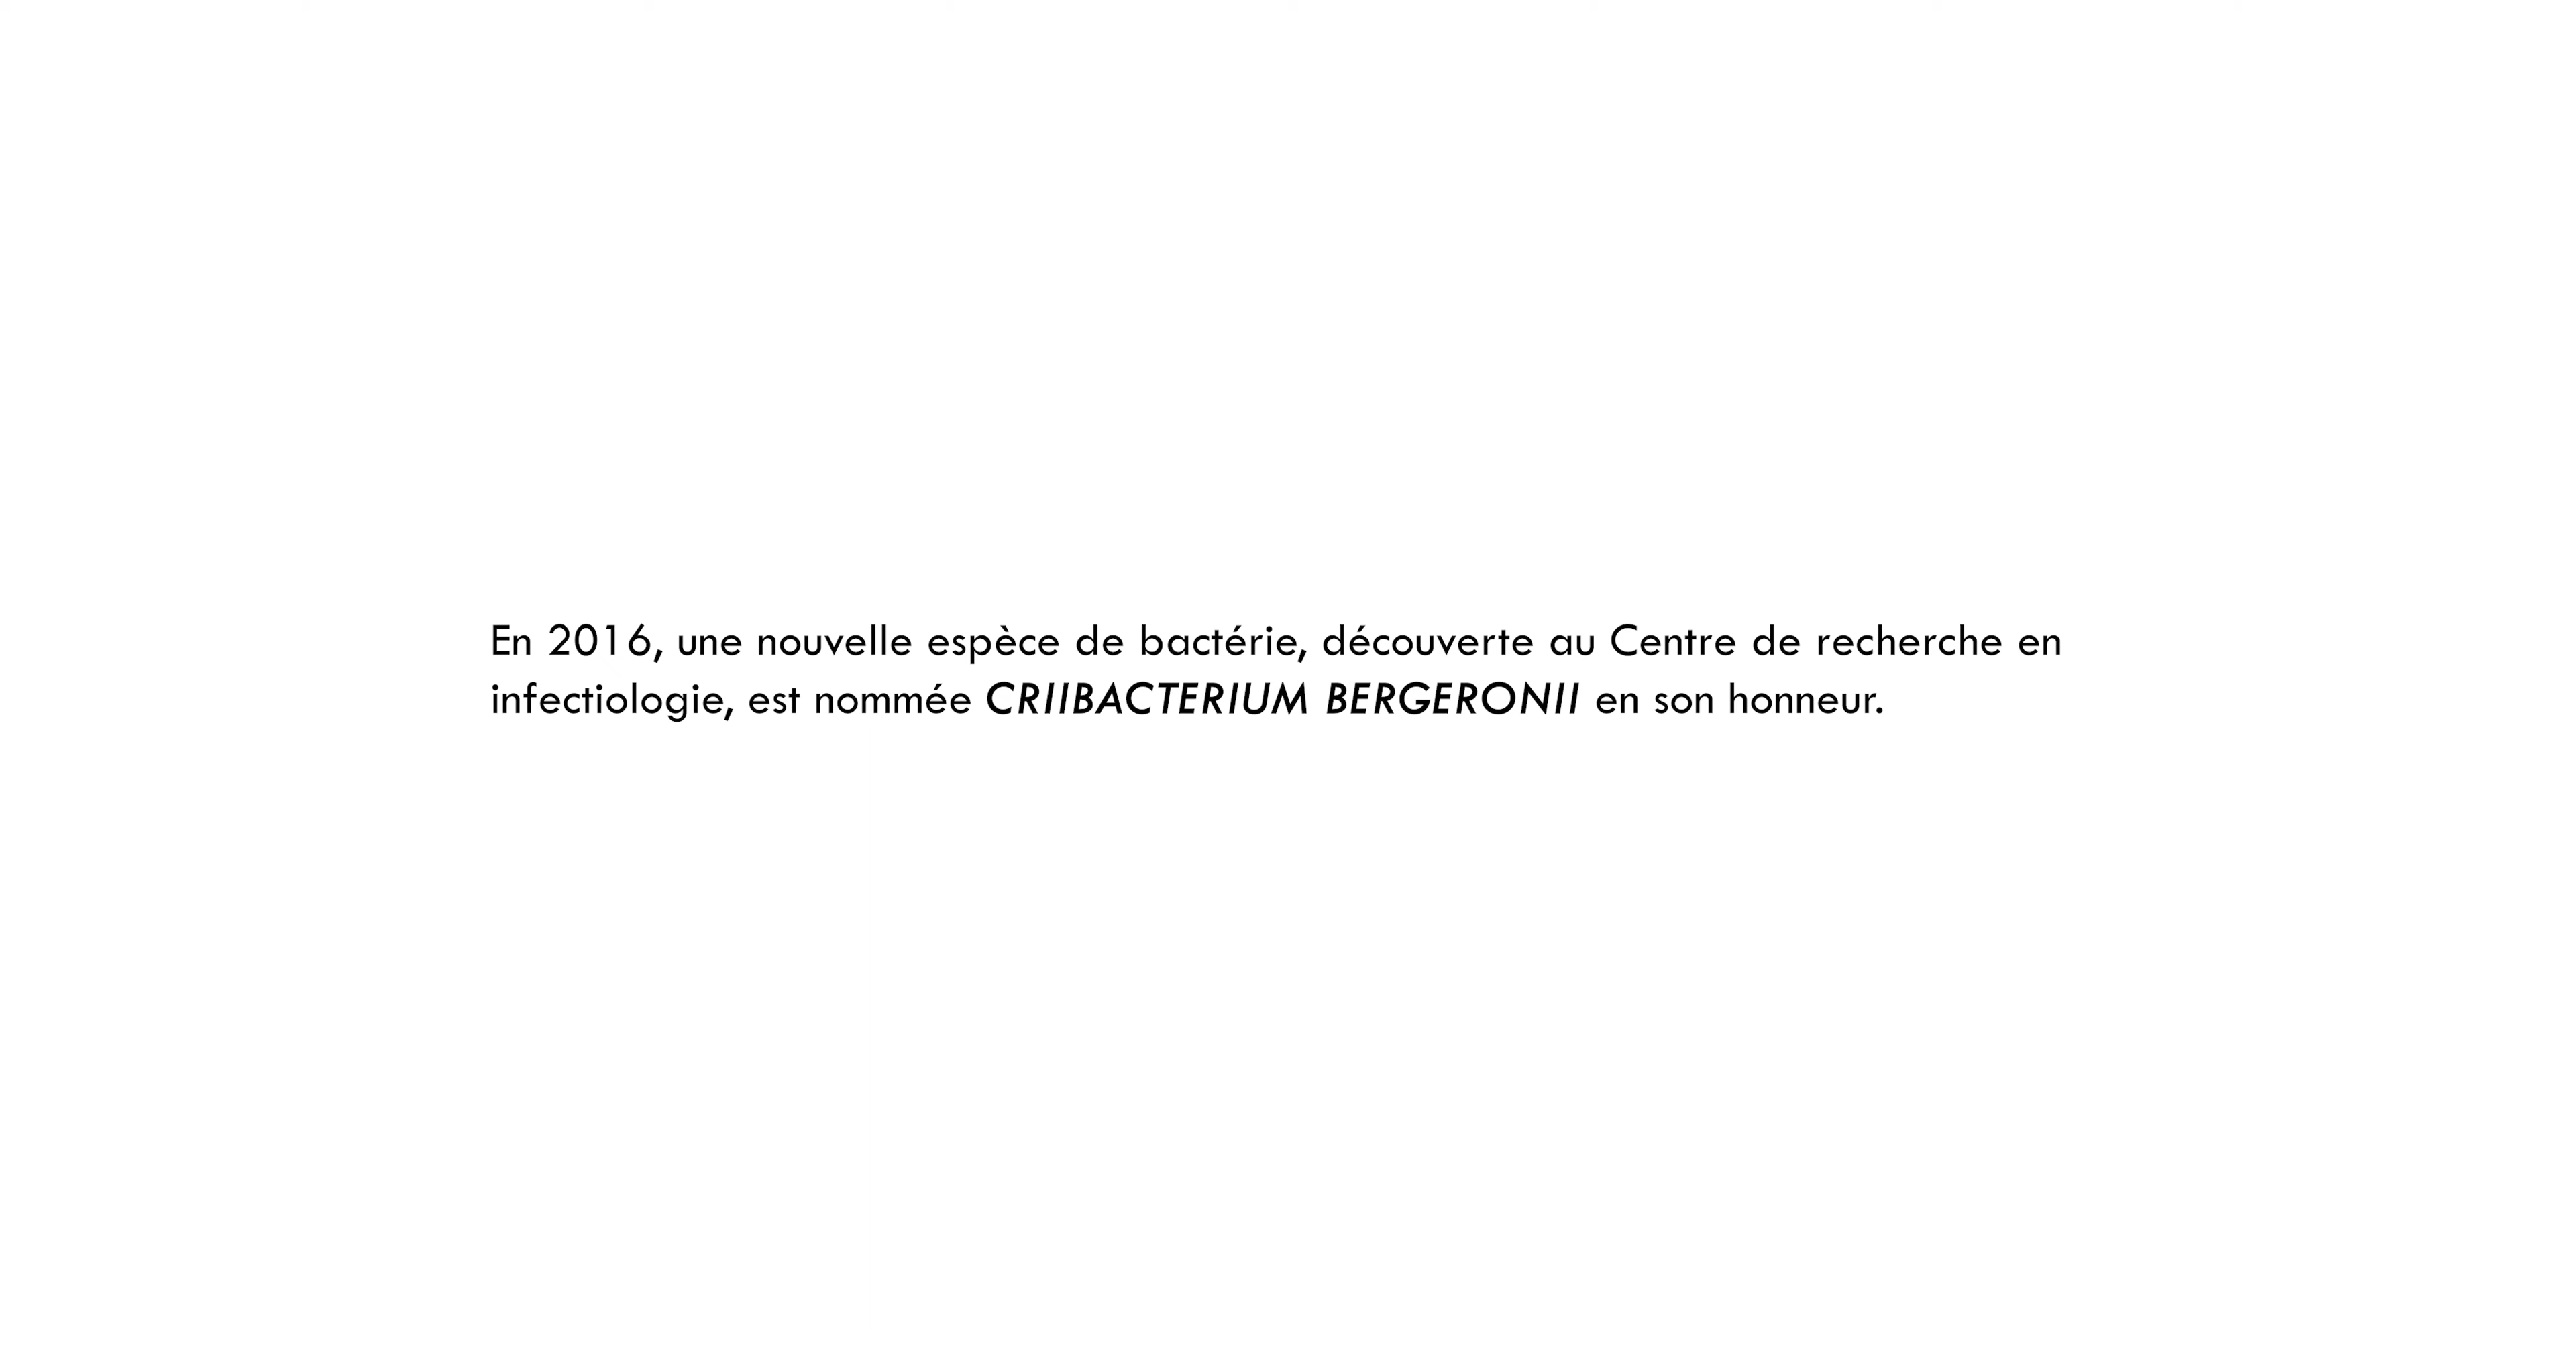 En 2016, une nouvelle espèce de bactérie, découverte au Centre de recherche en
infectiologie, est nommée CRIIBACTERIUM BERGERONII en son honneur.